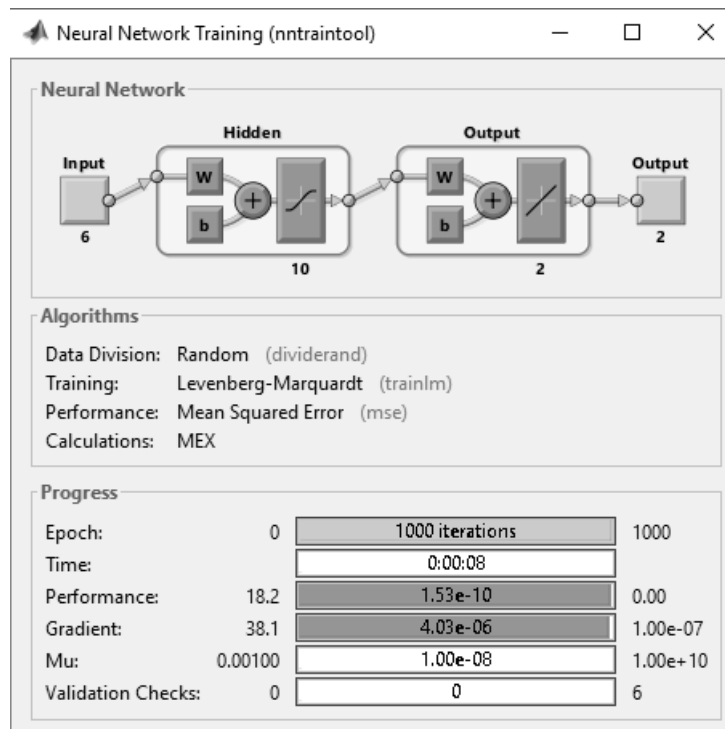 Neural Network Training (nntraintool)
Neural Network
Hidden
Output
Input
W
b
+
W
b
+
Output
6
10
2
2
Algorithms
Data Division: Random (dividerand)
Training: Levenberg-Marquardt (trainlm)
Performance: Mean Squared Error (mse)
Calculations: MEX
Progress
Epoch: 0 1000 iterations 1000
Time: 0:00:08
Performance: 18.2 1.53e-10 0.00
Gradient: 38.1 4.03e-06 1.00e-07
Mu: 0.00100 1.00e-08 1.00e+10
Validation Checks: 0 0 6